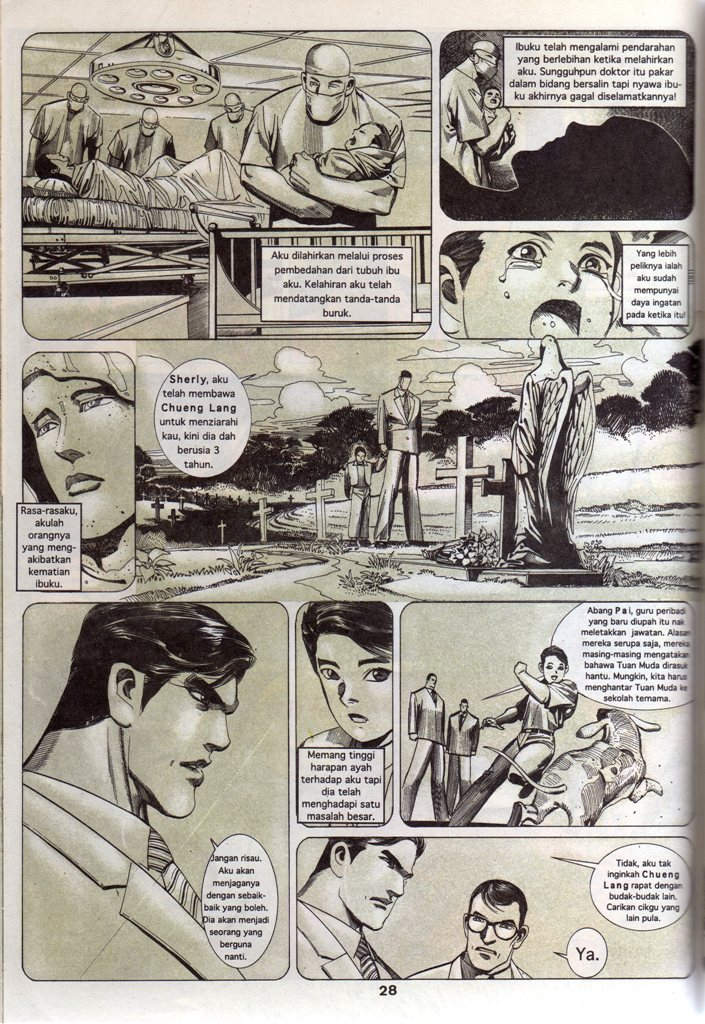 Aku dilahirkan melalui proses
pembedahan dari tubuh ibu
aku. Kelahiran aku telah
mendatangkan tanda-tanda
buruk.
Ibuku telah mengalami pendarahan
yang berlebihan ketika melahirkan
aku. Sungguhpun doktor itu pakar
dalam bidang bersalin tapi nyawa ibu-
ku akhirnya gagal diselamatkannya!
Yang lebih
peliknya ialah
aku sudah
mempunyai
daya ingatan
pada ketika itu!
Rasa-rasaku,
akulah
orangnya
yang meng-
akibatkan
kematian
ibuku.
Sherly, aku
telah membawa
Chueng Lang
untuk menziarahi
kau, kini dia dah
berusia 3
tahun.
Jangan risau.
Aku akan
menjaganya
dengan sebaik-
baik yang boleh.
Dia akan menjadi
seorang yang
berguna
nanti.
Memang tinggi
harapan ayah
terhadap aku tapi
dia telah
menghadapi satu
masalah besar.
Abang Pai, guru peribadi
yang baru diupah itu nak
meletakkan jawatan. Alasan
mereka serupa saja, mereka
masing-masing mengatakan
bahawa Tuan Muda dirasuk
hantu. Mungkin, kita harus
menghantar Tuan Muda ke
sekolah ternama.
Tidak, aku tak
inginkah Chueng
Lang rapat dengan
budak-budak lain.
Carikan cikgu yang
lain pula.
Ya.
28